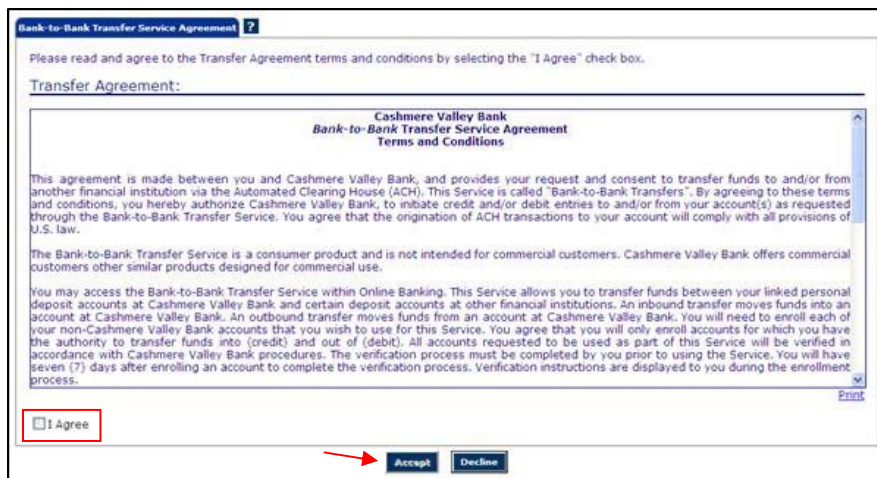 Bank-to-Bank Transfer Service Agreement ?
Please read and agree to the Transfer Agreement terms and conditions by selecting the "I Agree" check box.
Transfer Agreement:
Cashmere Valley Bank
Bank-to-Bank Transfer Service Agreement
Terms and Conditions
This agreement is made between you and Cashmere Valley Bank, and provides your request and consent to transfer funds to and/or from
another financial institution via the Automated Clearing House (ACH). This Service is called "Bank-to-Bank Transfers". By agreeing to these terms
and conditions, you hereby authorize Cashmere Valley Bank, to initiate credit and/or debit entries to and/or from your account(s) as requested
through the Bank-to-Bank Transfer Service. You agree that the origination of ACH transactions to your account will comply with all provisions of
U.S. law.
The Bank-to-Bank Transfer Service is a consumer product and is not intended for commercial customers. Cashmere Valley Bank offers commercial
customers other similar products designed for commercial use.
You may access the Bank-to-Bank Transfer Service within Online Banking. This Service allows you to transfer funds between your linked personal
deposit accounts at Cashmere Valley Bank and certain deposit accounts at other financial institutions. An inbound transfer moves funds into an
account at Cashmere Valley Bank. An outbound transfer moves funds from an account at Cashmere Valley Bank. You will need to enroll each of
your non-Cashmere Valley Bank accounts that you wish to use for this Service. You agree that you will only enroll accounts for which you have
the authority to transfer funds into (credit) and out of (debit). All accounts requested to be used as part of this Service will be verified in
accordance with Cashmere Valley Bank procedures. The verification process must be completed by you prior to using the Service. You will have
seven (7) days after enrolling an account to complete the verification process. Verification instructions are displayed to you during the enrollment
process.
Print
I Agree
Accept Decline